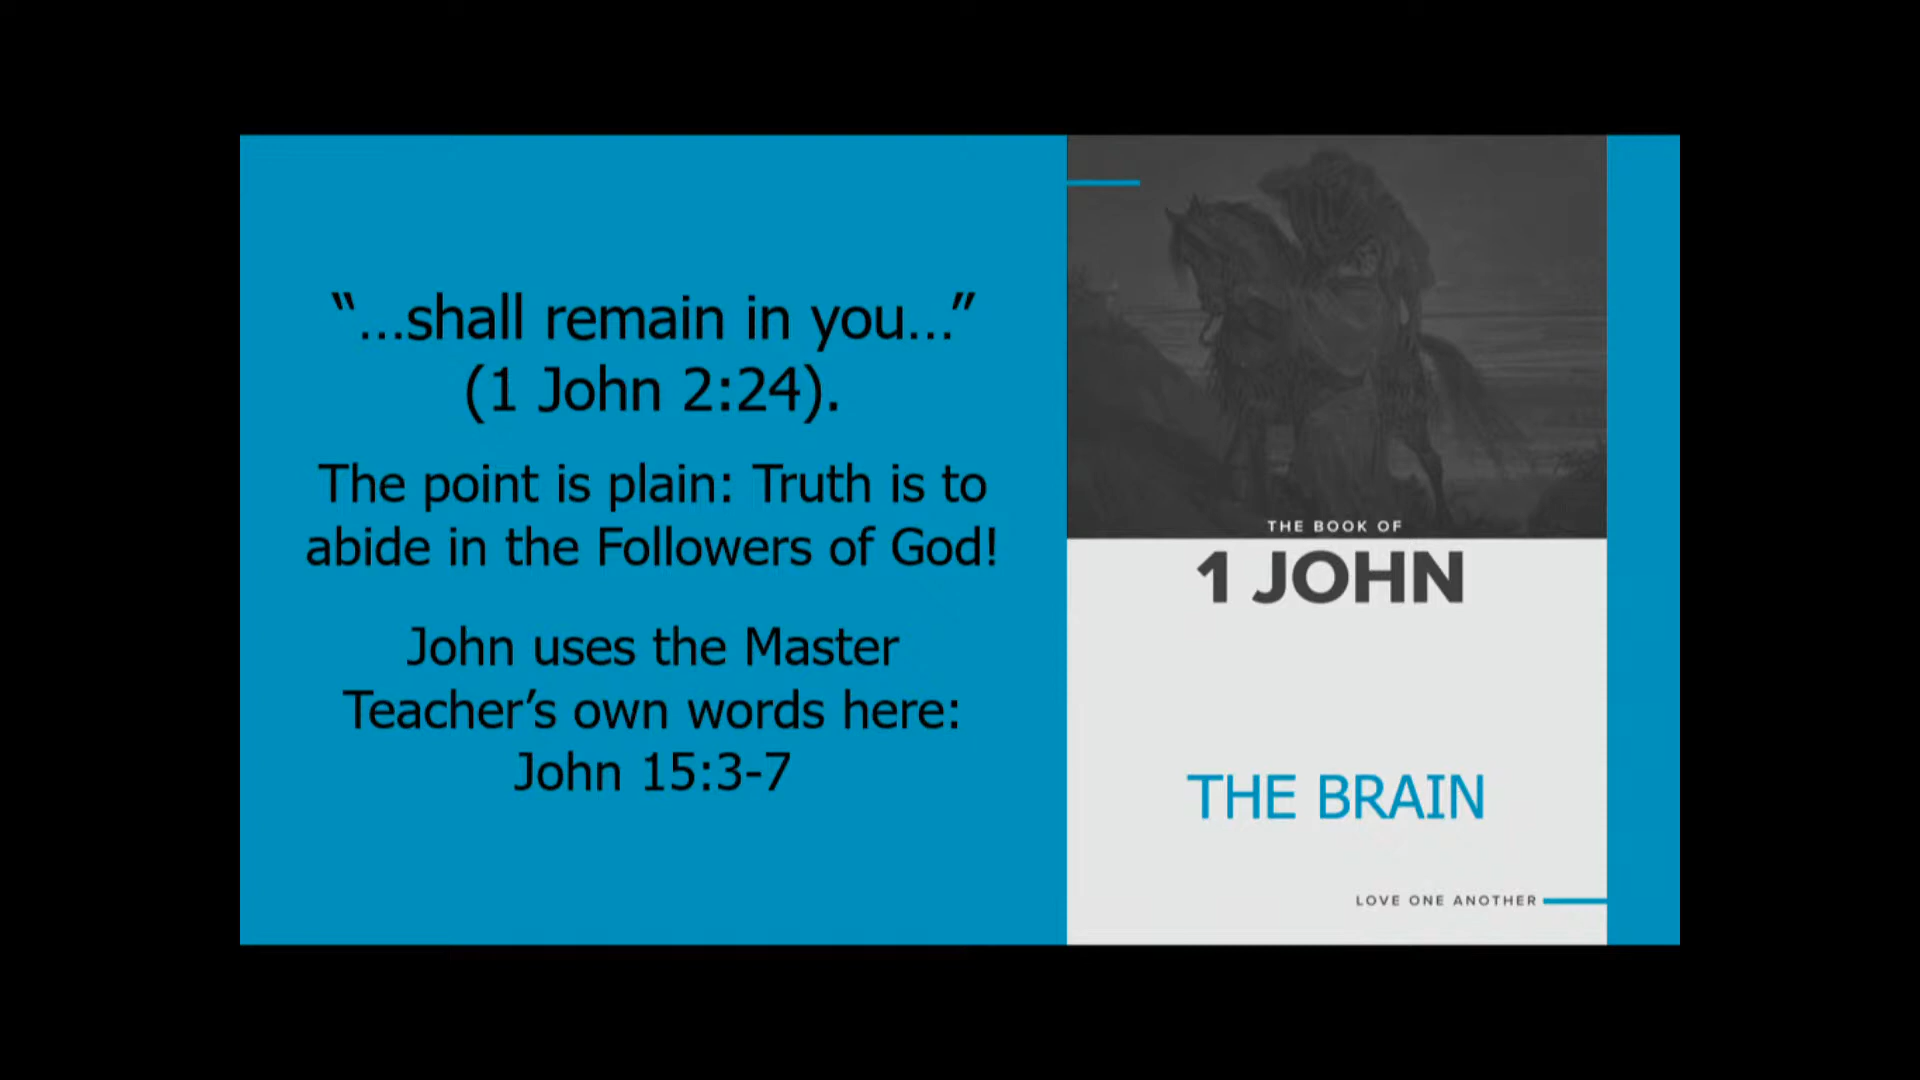 “...shall remain in you...”
(1 John 2:24).
The point is plain: Truth is to
abide in the Followers of God!
John uses the Master
Teacher’s own words here:
John 15:3-7
THE BOOK OF
1 JOHN
THE BRAIN
LOVE ONE ANOTHER